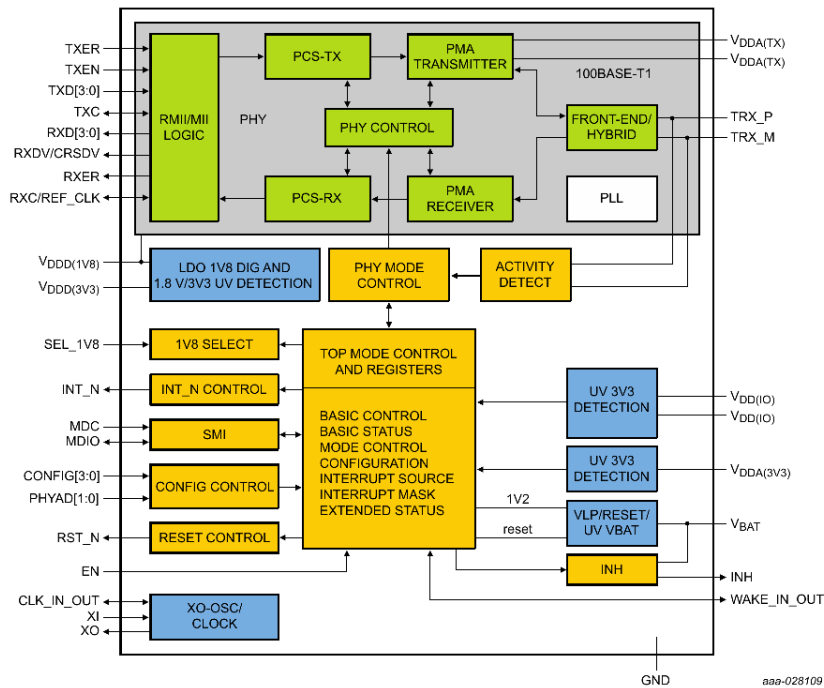 TXER
TXEN
TXD[3:0]
TXC
RXD[3:0]
RXDV/CRSDV
RXER
RXC/REF_CLK
RMII/MII
LOGIC
PHY
PCS-TX
PMA
TRANSMITTER
100BASE-T1
PHY CONTROL
FRONT-END/
HYBRID
PCS-RX
PMA
RECEIVER
PLL
VDDA(TX)
VDDA(TX)
TRX_P
TRX_M
VDDD(1V8)
VDDD(3V3)
LDO 1V8 DIG AND
1.8 V/3V3 UV DETECTION
PHY MODE
CONTROL
ACTIVITY
DETECT
SEL_1V8
1V8 SELECT
INT_N
INT_N CONTROL
MDC
MDIO
SMI
CONFIG[3:0]
PHYAD[1:0]
CONFIG CONTROL
RST_N
RESET CONTROL
EN
CLK_IN_OUT
XI
XO
XO-OSC/
CLOCK
TOP MODE CONTROL
AND REGISTERS
BASIC CONTROL
BASIC STATUS
MODE CONTROL
CONFIGURATION
INTERRUPT SOURCE
INTERRUPT MASK
EXTENDED STATUS
UV 3V3
DETECTION
VDD(IO)
VDD(IO)
UV 3V3
DETECTION
VDDA(3V3)
1V2
reset
VLP/RESET/
UV VBAT
VBAT
INH
INH
WAKE_IN_OUT
GND
aaa-028109